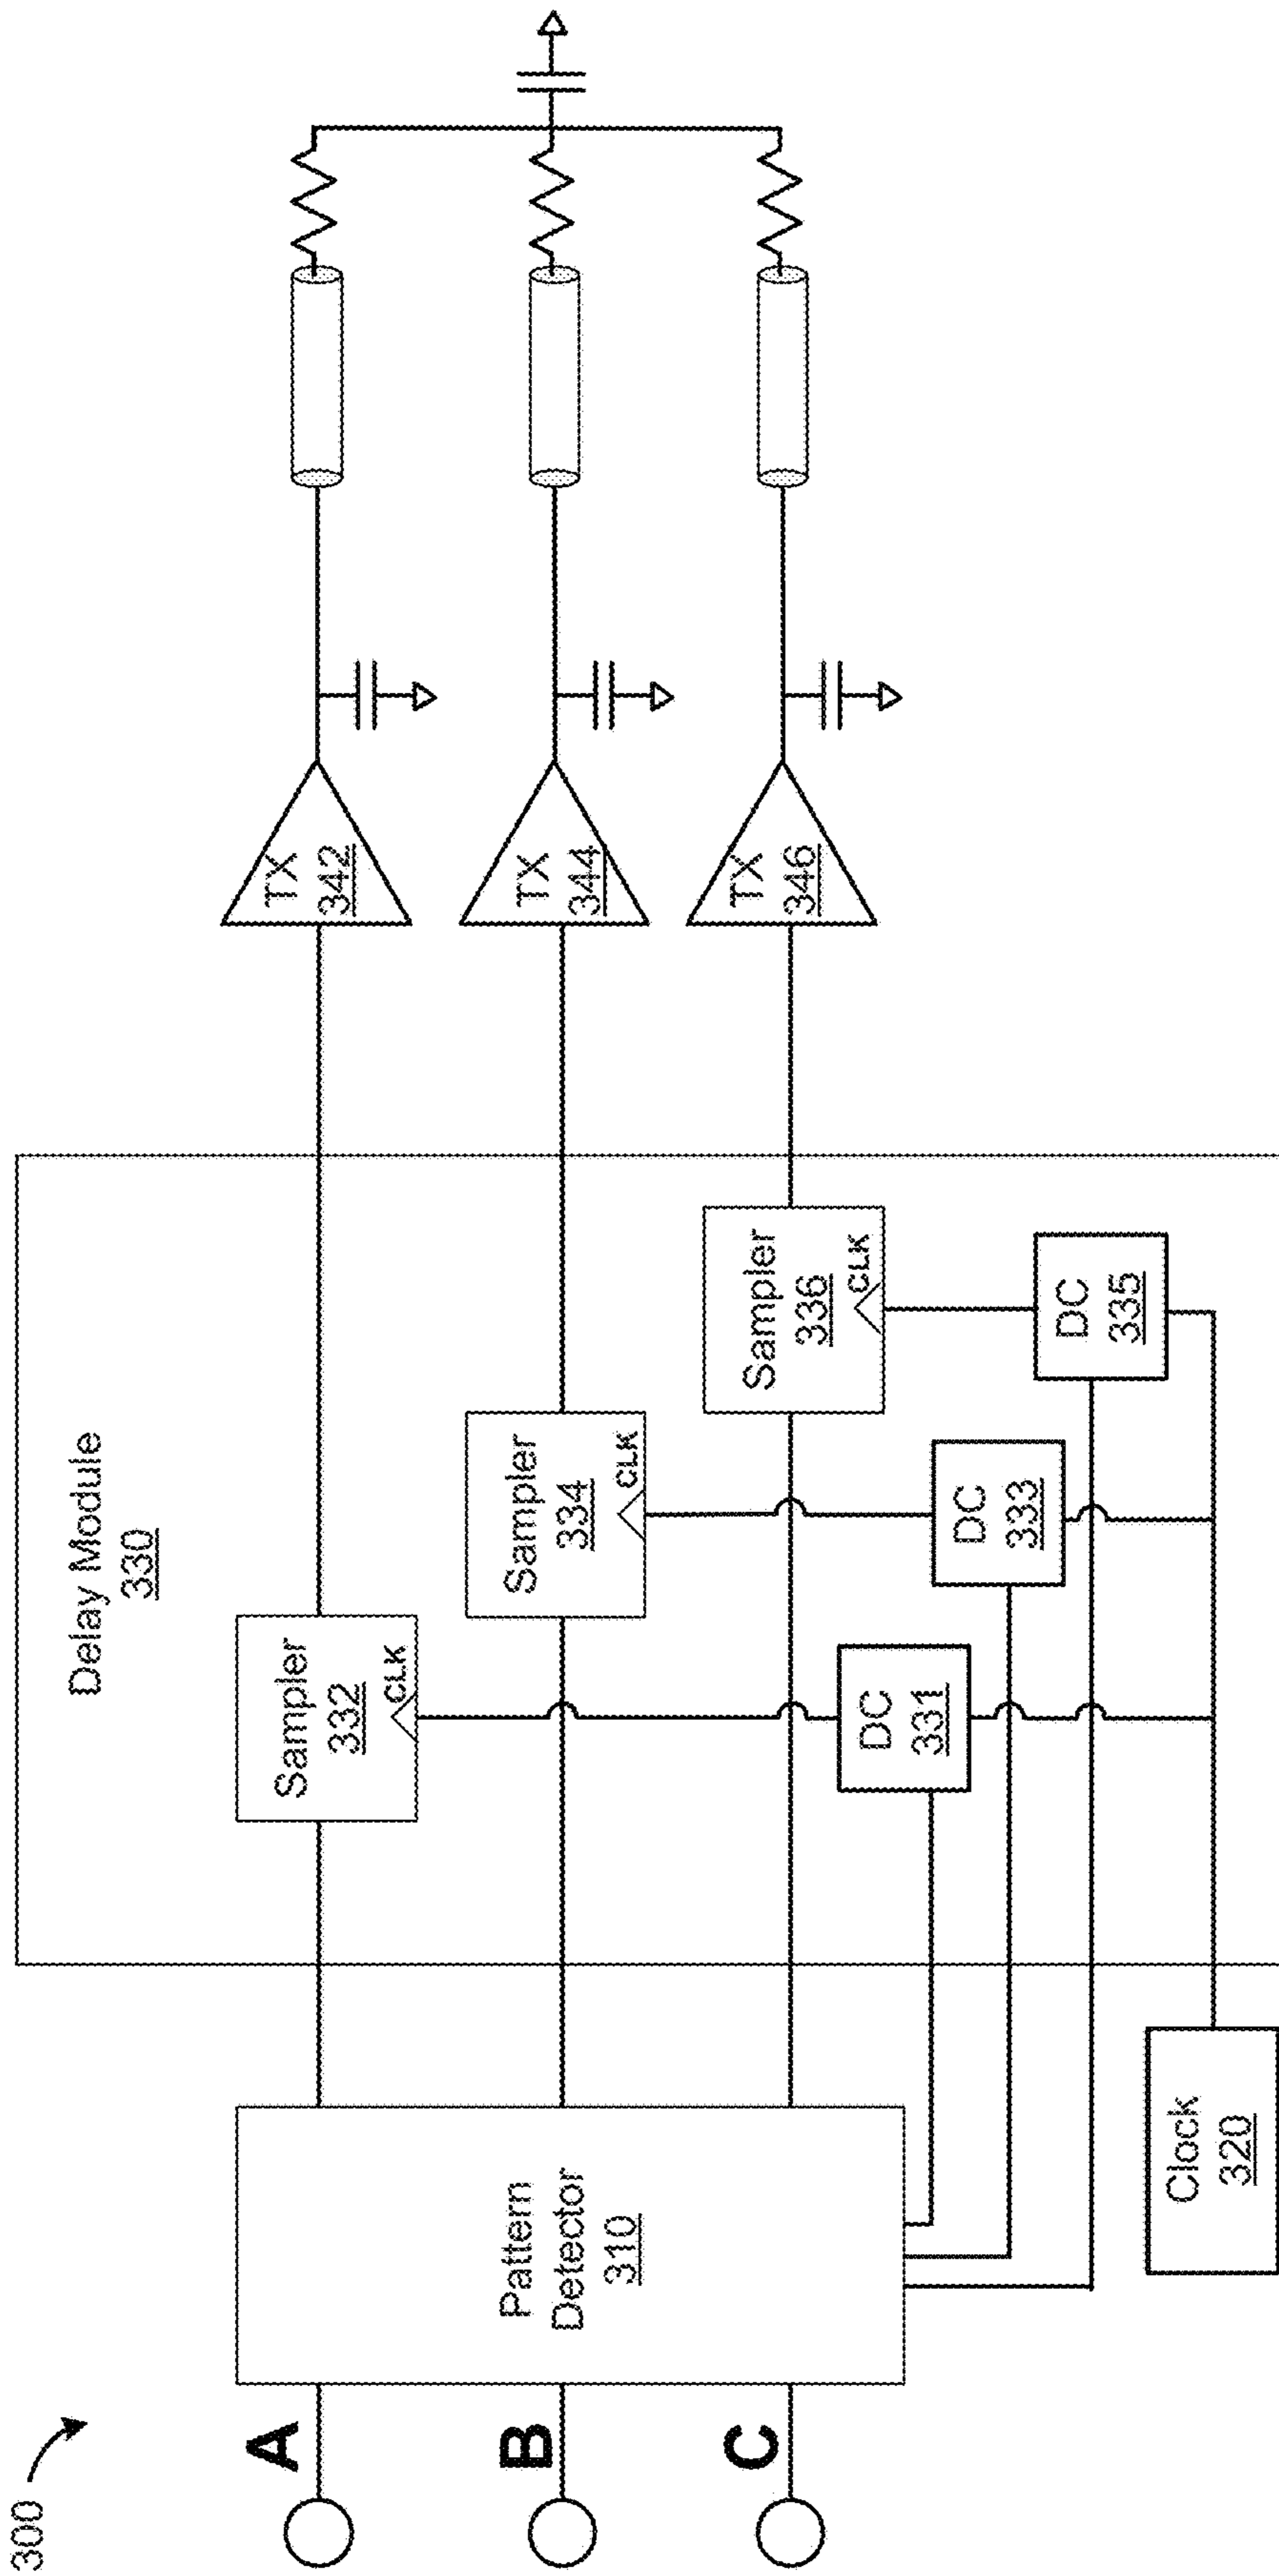 300
A
B
C
Pattern
Detector
310
Clock
320
Delay Module
330
Sampler
332
CLK
Sampler
334
CLK
Sampler
336
CLK
DC
331
DC
333
DC
335
TX
342
TX
344
TX
346